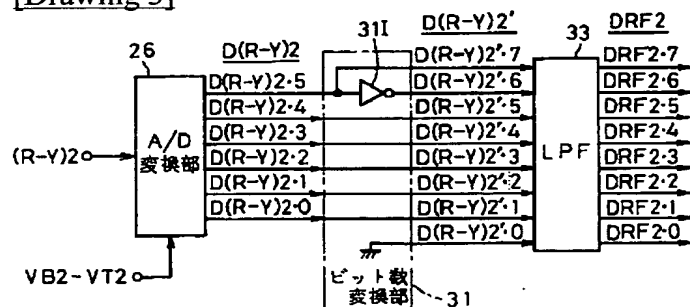 [Drawing 5]
26
D(R-Y)2
31I
D(R-Y)2'
33
DRF2
D(R-Y)2'·7
DRF2·7
D(R-Y)2·5
D(R-Y)2'·6
DRF2·6
D(R-Y)2·4
D(R-Y)2'·5
DRF2·5
A/D
変換部
D(R-Y)2·3
D(R-Y)2'·4
LPF
DRF2·4
(R-Y)2
D(R-Y)2·2
D(R-Y)2'·3
DRF2·3
D(R-Y)2·1
D(R-Y)2'·2
DRF2·2
D(R-Y)2·0
D(R-Y)2'·1
DRF2·1
D(R-Y)2'·0
DRF2·0
VB2-VT2
ビット数
変換部
31